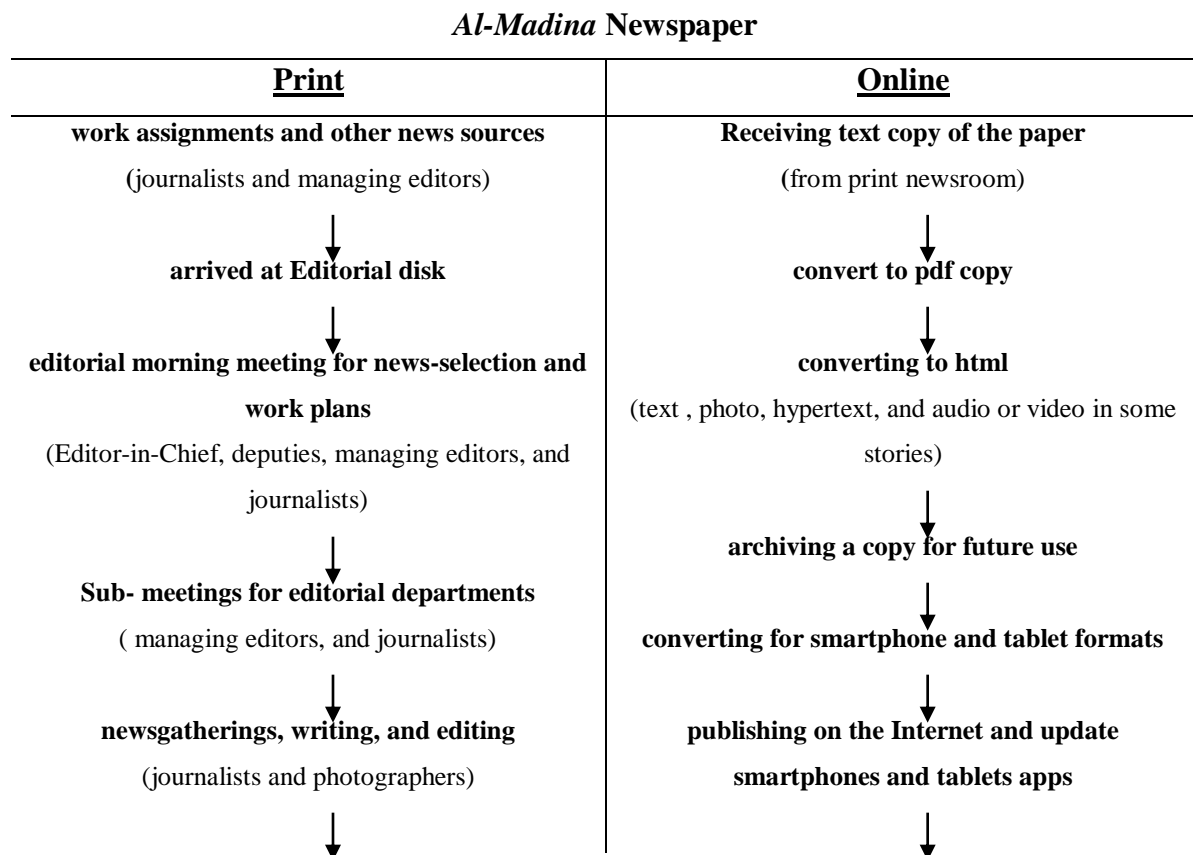 Al-Madina Newspaper
Print
work assignments and other news sources
(journalists and managing editors)
arrived at Editorial disk
editorial morning meeting for news-selection and
work plans
(Editor-in-Chief, deputies, managing editors, and
journalists)
Sub- meetings for editorial departments
( managing editors, and journalists)
newsgatherings, writing, and editing
(journalists and photographers)
Online
Receiving text copy of the paper
(from print newsroom)
convert to pdf copy
converting to html
(text , photo, hypertext, and audio or video in some
stories)
archiving a copy for future use
converting for smartphone and tablet formats
publishing on the Internet and update
smartphones and tablets apps